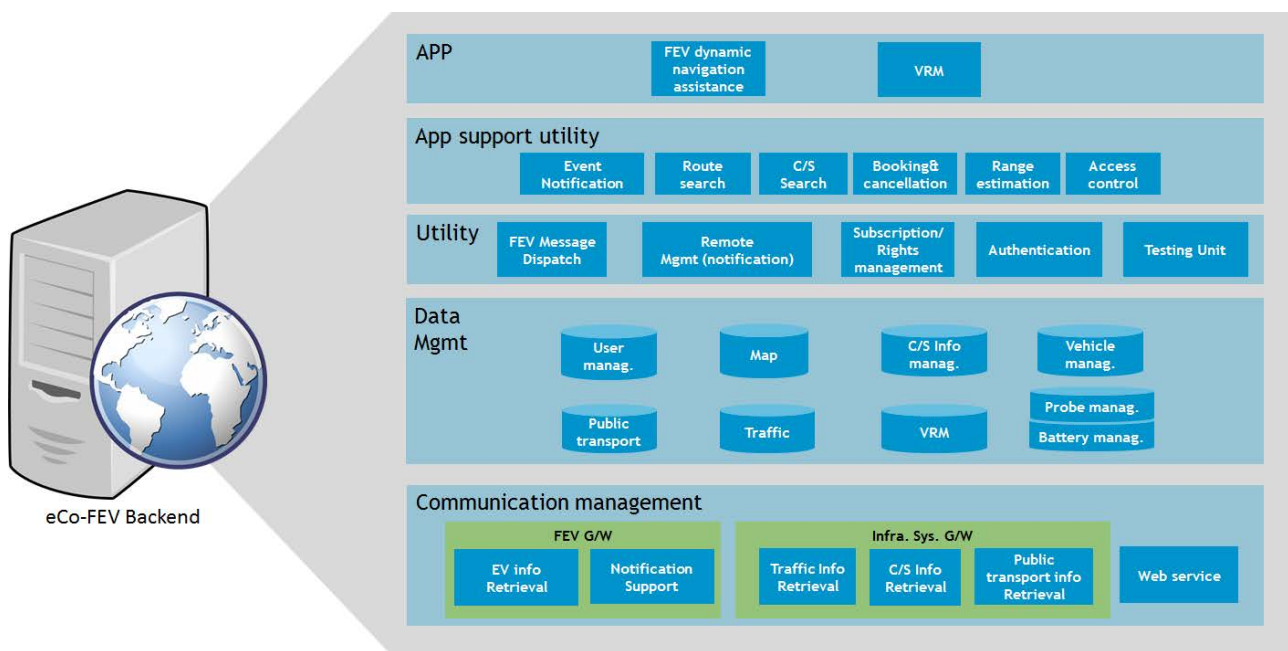 APP
FEV dynamic
navigation
assistance
VRM
App support utility
Event
Notification
Route
search
C/S
Search
Booking&
cancellation
Range
estimation
Access
control
Utility
FEV Message
Dispatch
Remote
Mgmt (notification)
Subscription/
Rights
management
Authentication
Testing Unit
Data
Mgmt
User
manag.
Map
C/S Info
manag.
Vehicle
manag.
Public
transport
Traffic
VRM
Probe manag.
Battery manag.
Communication management
FEV G/W
EV info
Retrieval
Notification
Support
Infra. Sys. G/W
Traffic Info
Retrieval
C/S Info
Retrieval
Public
transport info
Retrieval
Web service
eCo-FEV Backend